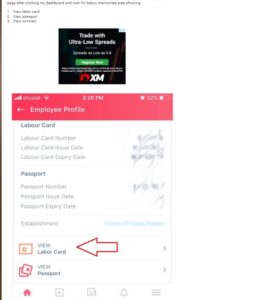 page after clicking my dashboard and look for below mentioned area showing
1. View labor card
2. View passport
3. View contract
Trade with
Ultra-Low Spreads
Spreads as Low as 0.6
Register Now
XM
etisalat 3:26 PM 32%
Employee Profile
Labour Card
Labour Card Number
Labour Card Issue Date
Labour Card Expiry Date
Passport
Passport Number
Passport Issue Date
Passport Expiry Date
Establishment
VIEW
Labor Card
VIEW
Passport